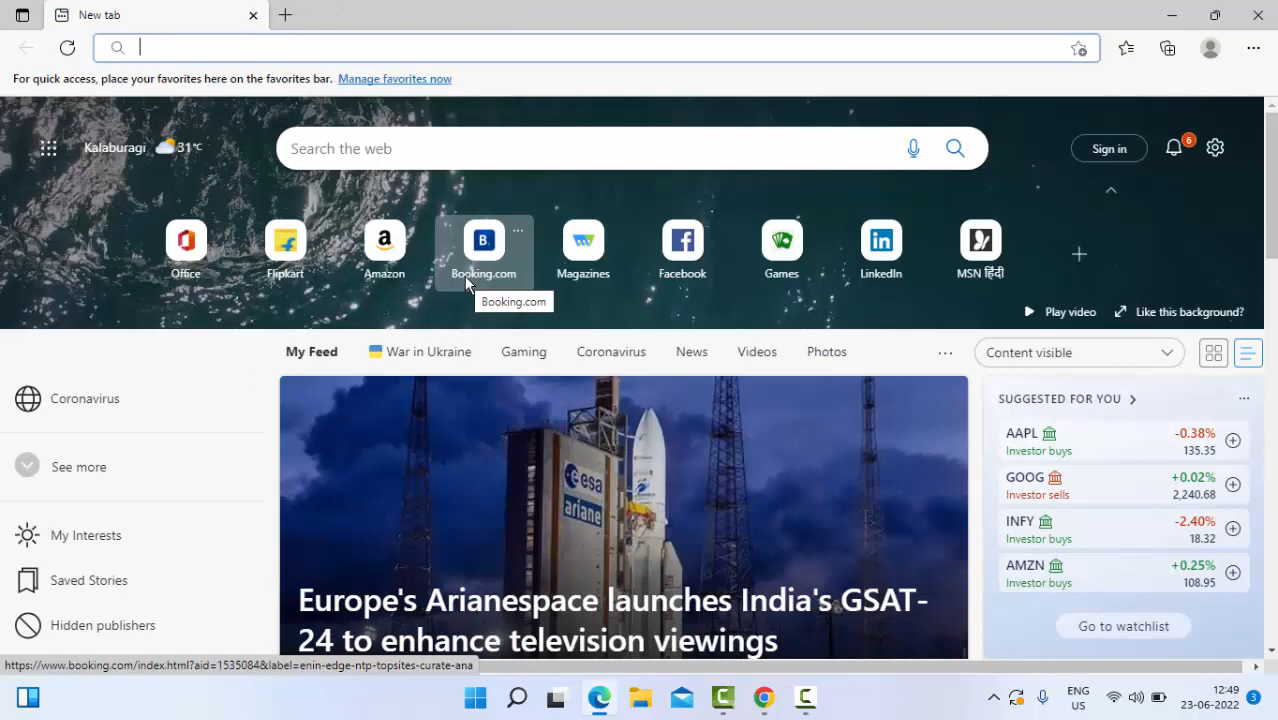 New tab
For quick access, place your favorites here on the favorites bar. Manage favorites now
Kalaburagi 31°C
Search the web
Sign in
6
Office
Flipkart
a
Amazon
B.
Booking.com
Magazines
Facebook
Games
in
LinkedIn
MSN हिंदी
Booking.com
Play video
Like this background?
My Feed
War in Ukraine
Gaming
Coronavirus
News
Videos
Photos
Content visible
Coronavirus
See more
My Interests
Saved Stories
Hidden publishers
esa
ariane
Europe's Arianespace launches India's GSAT-
24 to enhance television viewings
SUGGESTED FOR YOU
AAPL -0.38%
Investor buys 135.35
GOOG +0.02%
Investor sells 2,240.68
INFY -2.40%
Investor buys 18.32
AMZN +0.25%
Investor buys 108.95
Go to watchlist
https://www.booking.com/index.html?aid=1535084&label=enin-edge-ntp-topsites-curate-ana
ENG
US
12:49
23-06-2022
3